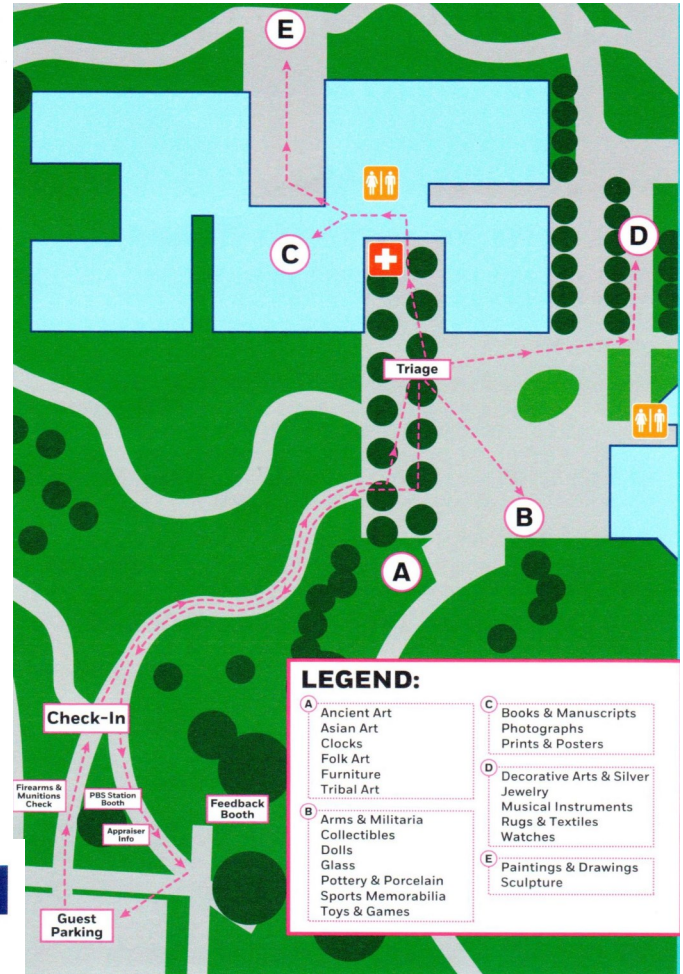 E
C
D
Triage
B
A
Check-In
Firearms &
Munitions
Check
PBS Station
Booth
Appraiser
Info
Feedback
Booth
Guest
Parking
LEGEND:
A
Ancient Art
Asian Art
Clocks
Folk Art
Furniture
Tribal Art
B
Arms & Militaria
Collectibles
Dolls
Glass
Pottery & Porcelain
Sports Memorabilia
Toys & Games
C
Books & Manuscripts
Photographs
Prints & Posters
D
Decorative Arts & Silver
Jewelry
Musical Instruments
Rugs & Textiles
Watches
E
Paintings & Drawings
Sculpture